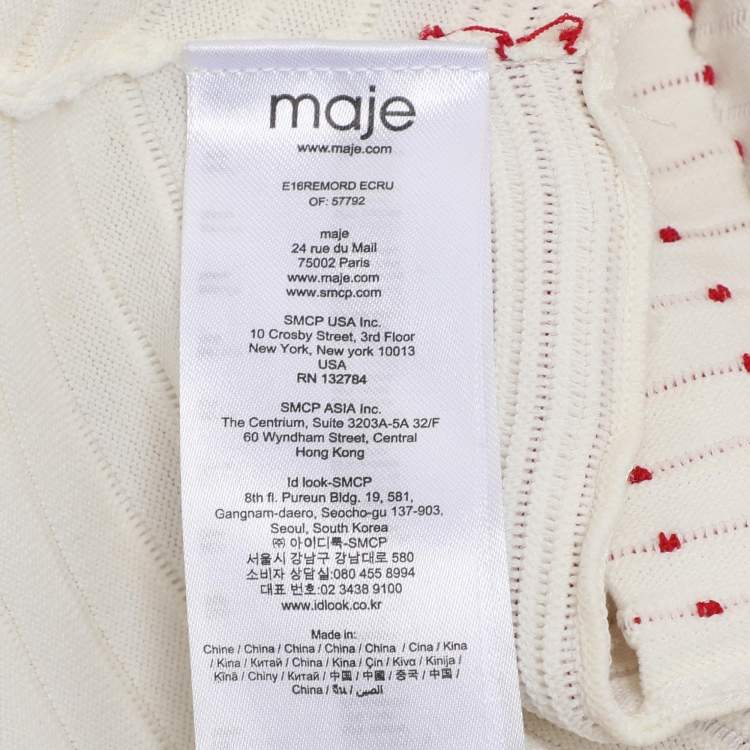 maje
www.maje.com
E16REMORD ECRU
OF: 57792
maje
24 rue du Mail
75002 Paris
www.maje.com
www.smcp.com
SMCP USA Inc.
10 Crosby Street, 3rd Floor
New York, New york 10013
USA
RN 132784
SMCP ASIA Inc.
The Centrium, Suite 3203A-5A 32/F
60 Wyndham Street, Central
Hong Kong
Id look-SMCP
8th fl. Pureun Bldg. 19, 581,
Gangnam-daero, Seocho-gu 137-903,
Seoul, South Korea
㈜ 아이디룩-SMCP
서울시 강남구 강남대로 580
소비자 상담실:080 455 8994
대표 번호:02 3438 9100
www.idlook.co.kr
Made in:
Chine / China / China / China / China / Cina / Kina
/ Kina / Китай / China / Kina / Çin / Κίνα / Kinija /
Ķīnā / Chiny / Китай / 中国 / 中國 / 중국 / 中国 /
China / จีน / الصين /